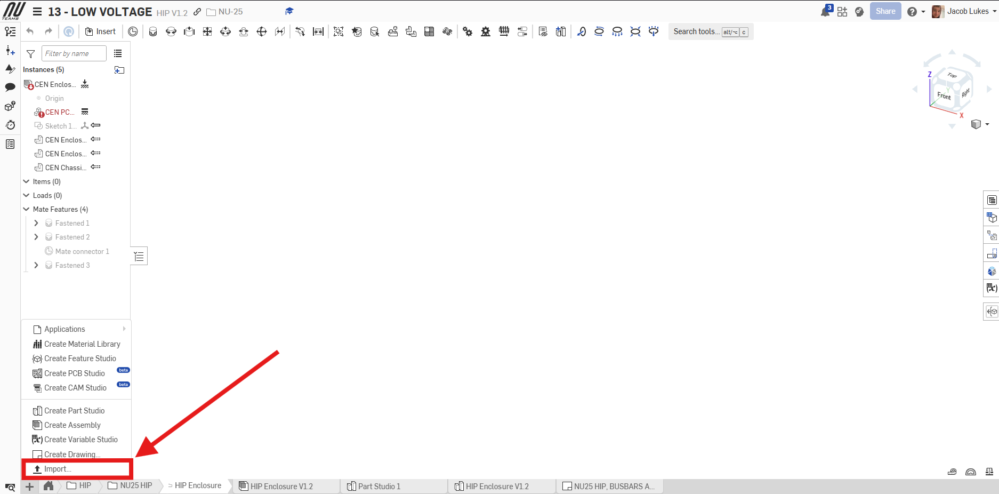 NU
TEAMS
13 - LOW VOLTAGE HIP V1.2 NU-25
3
Share
Jacob Lukes
Insert
Search tools... alt/⌥ c
Filter by name
Instances (5)
CEN Enclos...
Origin
CEN PC...
Sketch 1...
CEN Enclos...
CEN Enclos...
CEN Chassi...
Items (0)
Loads (0)
Mate Features (4)
Fastened 1
Fastened 2
Mate connector 1
Fastened 3
Z
Top
Y
Front
Right
X
Applications
Create Material Library
Create Feature Studio
Create PCB Studio beta
Create CAM Studio beta
Create Part Studio
Create Assembly
Create Variable Studio
Create Drawing...
Import...
HIP NU25 HIP HIP Enclosure HIP Enclosure V1.2 Part Studio 1 HIP Enclosure V1.2 NU25 HIP, BUSBARS A...